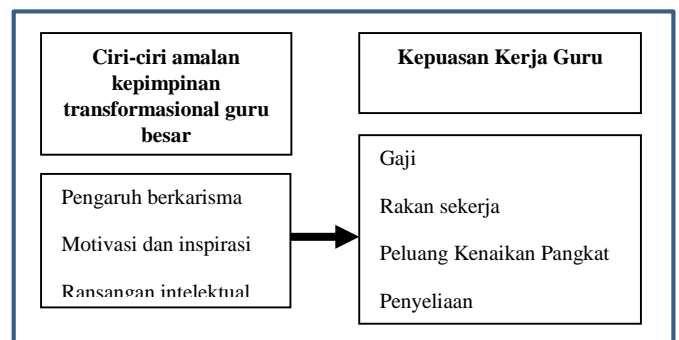 Ciri-ciri amalan
kepimpinan
transformasional guru
besar
Kepuasan Kerja Guru
Pengaruh berkarisma
Motivasi dan inspirasi
Ransangan intelektual
Gaji
Rakan sekerja
Peluang Kenaikan Pangkat
Penyeliaan